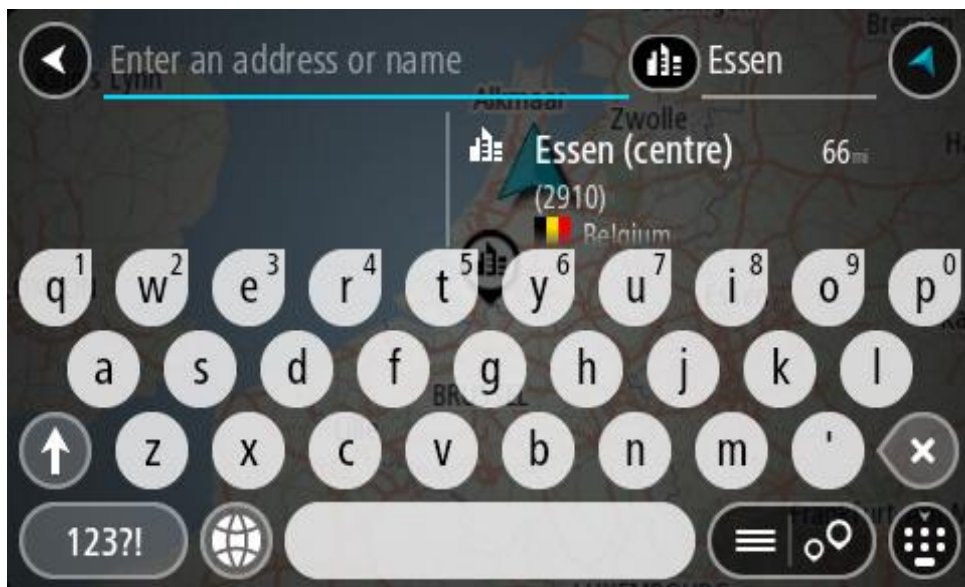 Enter an address or name
Essen
Alkmaar
Zwolle
Essen (centre) 66 mi
(2910)
Belgium
q 1 w 2 e 3 r 4 t 5 y 6 u 7 i 8 o 9 p 0
a s d f g h j k l
z x c v b n m '
123?!